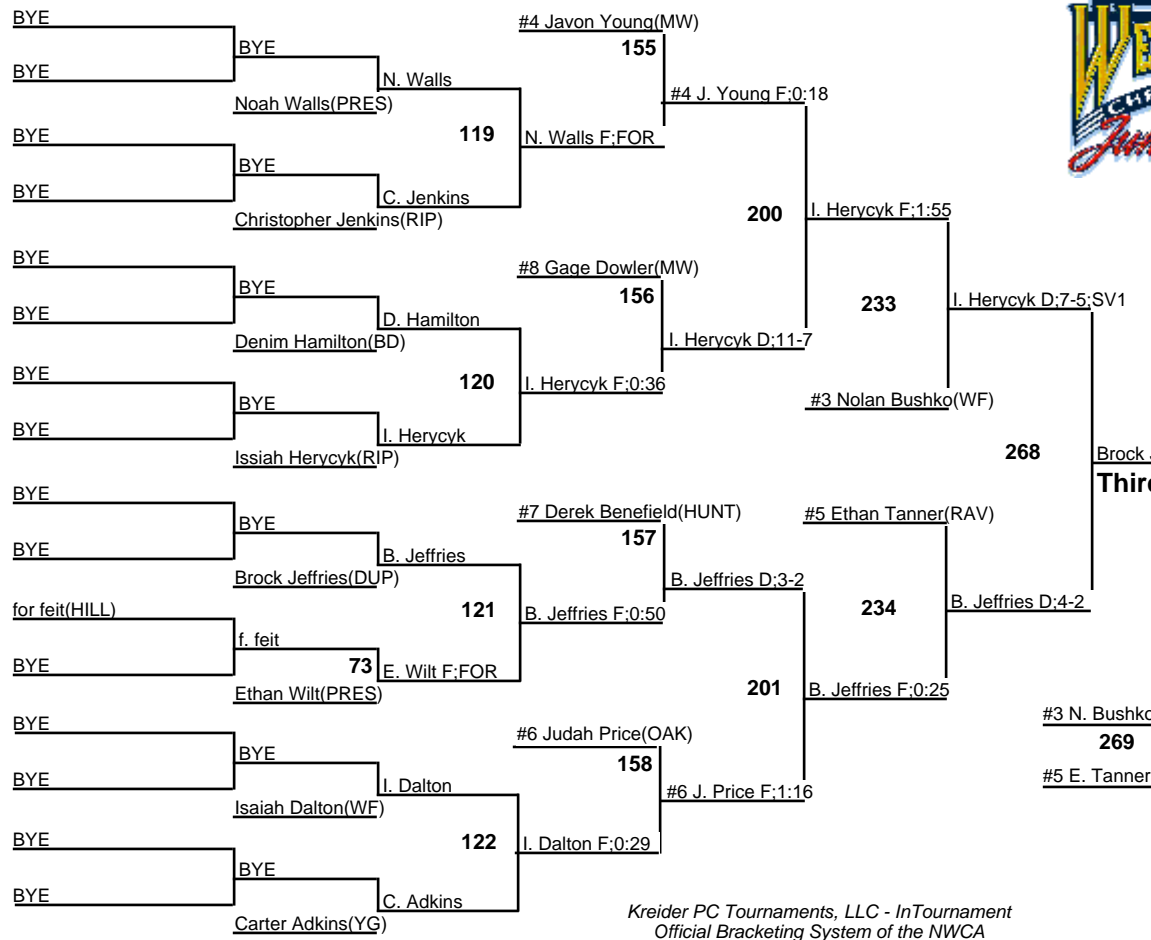 BYE
BYE
BYE
Noah Walls(PRES)
N. Walls
119
BYE
BYE
BYE
Christopher Jenkins(RIP)
C. Jenkins
#4 Javon Young(MW)
155
N. Walls F;FOR
#4 J. Young F;0:18
BYE
BYE
BYE
Denim Hamilton(BD)
D. Hamilton
120
BYE
BYE
BYE
Issiah Herycyk(RIP)
I. Herycyk
#8 Gage Dowler(MW)
156
I. Herycyk F;0:36
I. Herycyk D;11-7
200
I. Herycyk F;1:55
233
#3 Nolan Bushko(WF)
I. Herycyk D;7-5;SV1
BYE
BYE
BYE
Brock Jeffries(DUP)
B. Jeffries
121
for feit(HILL)
BYE
f. feit
73
Ethan Wilt(PRES)
E. Wilt F;FOR
#7 Derek Benefield(HUNT)
157
B. Jeffries F;0:50
B. Jeffries D;3-2
BYE
BYE
BYE
Isaiah Dalton(WF)
I. Dalton
122
BYE
BYE
BYE
Carter Adkins(YG)
C. Adkins
#6 Judah Price(OAK)
158
I. Dalton F;0:29
#6 J. Price F;1:16
201
#5 Ethan Tanner(RAV)
234
B. Jeffries F;0:25
B. Jeffries D;4-2
268
Brock
#3 N. Bushko
269
#5 E. Tanner
Kreider PC Tournaments, LLC - InTournament
Official Bracketing System of the NWCA